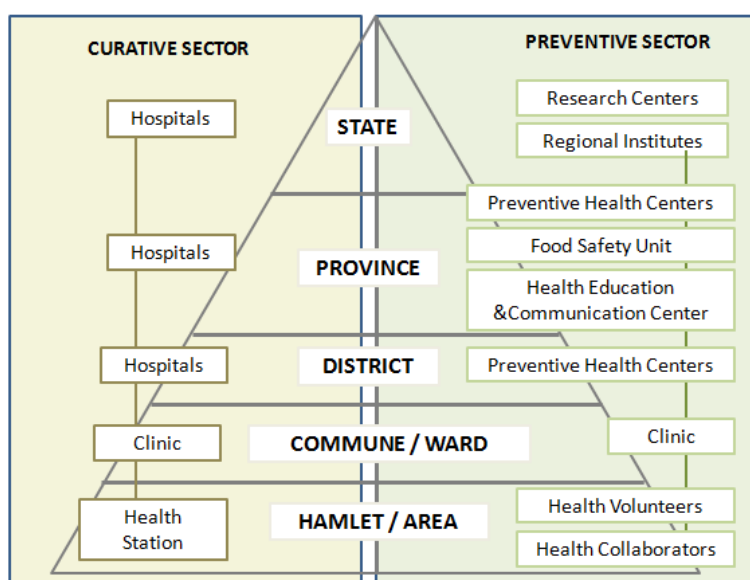 CURATIVE SECTOR
PREVENTIVE SECTOR
Hospitals
STATE
Research Centers
Regional Institutes
Hospitals
PROVINCE
Preventive Health Centers
Food Safety Unit
Health Education
&Communication Center
Hospitals
DISTRICT
Preventive Health Centers
Clinic
COMMUNE / WARD
Clinic
Health
Station
HAMLET / AREA
Health Volunteers
Health Collaborators